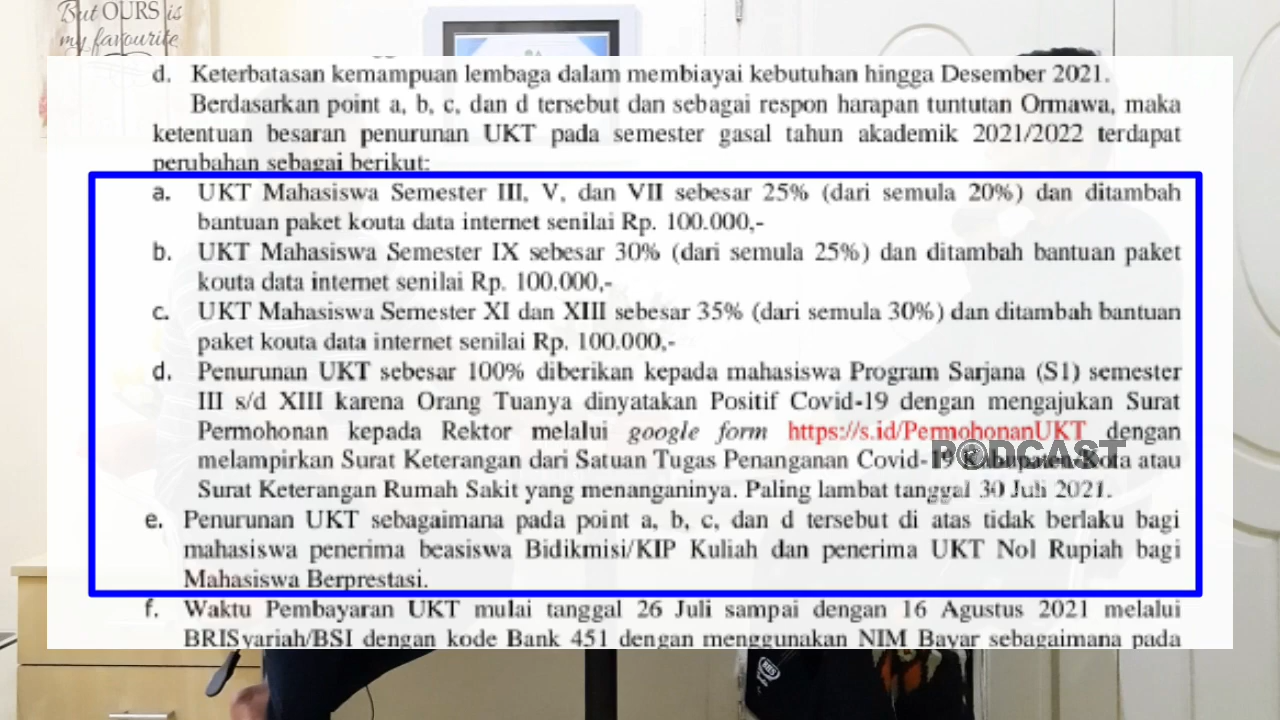 But OURS is
my favourite
d. Keterbatasan kemampuan lembaga dalam membiayai kebutuhan hingga Desember 2021.
Berdasarkan point a, b, c, dan d tersebut dan sebagai respon harapan tuntutan Ormawa, maka
ketentuan besaran penurunan UKT pada semester gasal tahun akademik 2021/2022 terdapat
perubahan sebagai berikut:
a. UKT Mahasiswa Semester III, V, dan VII sebesar 25% (dari semula 20%) dan ditambah
bantuan paket kouta data internet senilai Rp. 100.000,-
b. UKT Mahasiswa Semester IX sebesar 30% (dari semula 25%) dan ditambah bantuan paket
kouta data internet senilai Rp. 100.000,-
c. UKT Mahasiswa Semester XI dan XIII sebesar 35% (dari semula 30%) dan ditambah bantuan
paket kouta data internet senilai Rp. 100.000,-
d. Penurunan UKT sebesar 100% diberikan kepada mahasiswa Program Sarjana (S1) semester
III s/d XIII karena Orang Tuanya dinyatakan Positif Covid-19 dengan mengajukan Surat
Permohonan kepada Rektor melalui google form https://s.id/PermohonanUKT dengan
PODCAST
melampirkan Surat Keterangan dari Satuan Tugas Penanganan Covid-19 Kabupaten-Kota atau
Surat Keterangan Rumah Sakit yang menanganinya. Paling lambat tanggal 30 Juli 2021.
e. Penurunan UKT sebagaimana pada point a, b, c, dan d tersebut di atas tidak berlaku bagi
mahasiswa penerima beasiswa Bidikmisi/KIP Kuliah dan penerima UKT Nol Rupiah bagi
Mahasiswa Berprestasi.
f. Waktu Pembayaran UKT mulai tanggal 26 Juli sampai dengan 16 Agustus 2021 melalui
BRISyariah/BSI dengan kode Bank 451 dengan menggunakan NIM Bayar sebagaimana pada